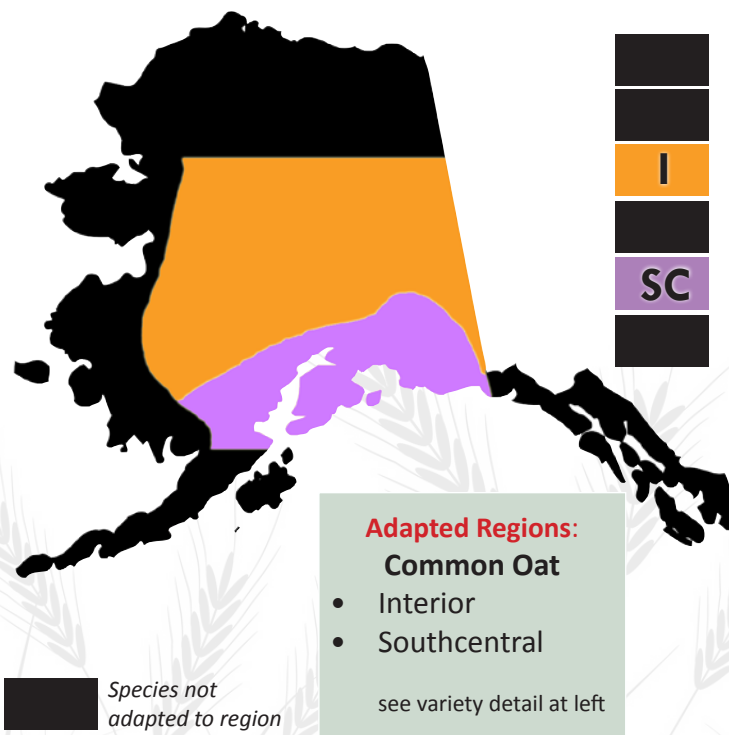 I
SC
Adapted Regions:
Common Oat
• Interior
• Southcentral
see variety detail at left
Species not
adapted to region